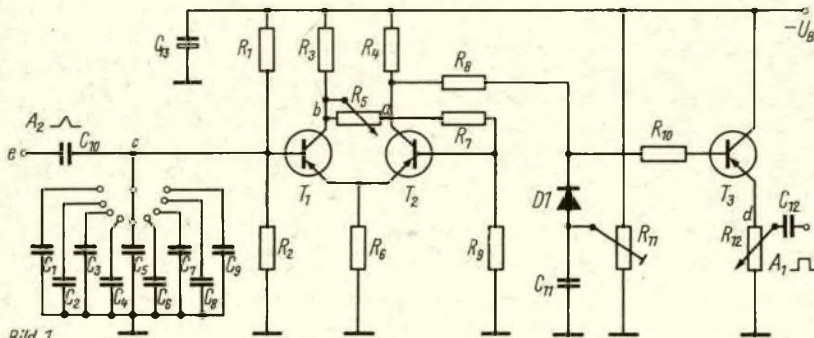 C13
R1
R3
R4
R8
-UB
b
R5
a
A2
R7
R10
e
C10
c
T1
T2
T3
D1
C12
d
C1
C2
C3
C4
C5
C6
C7
C8
C9
R2
R6
R9
C11
R11
R12
A1
Bild 1